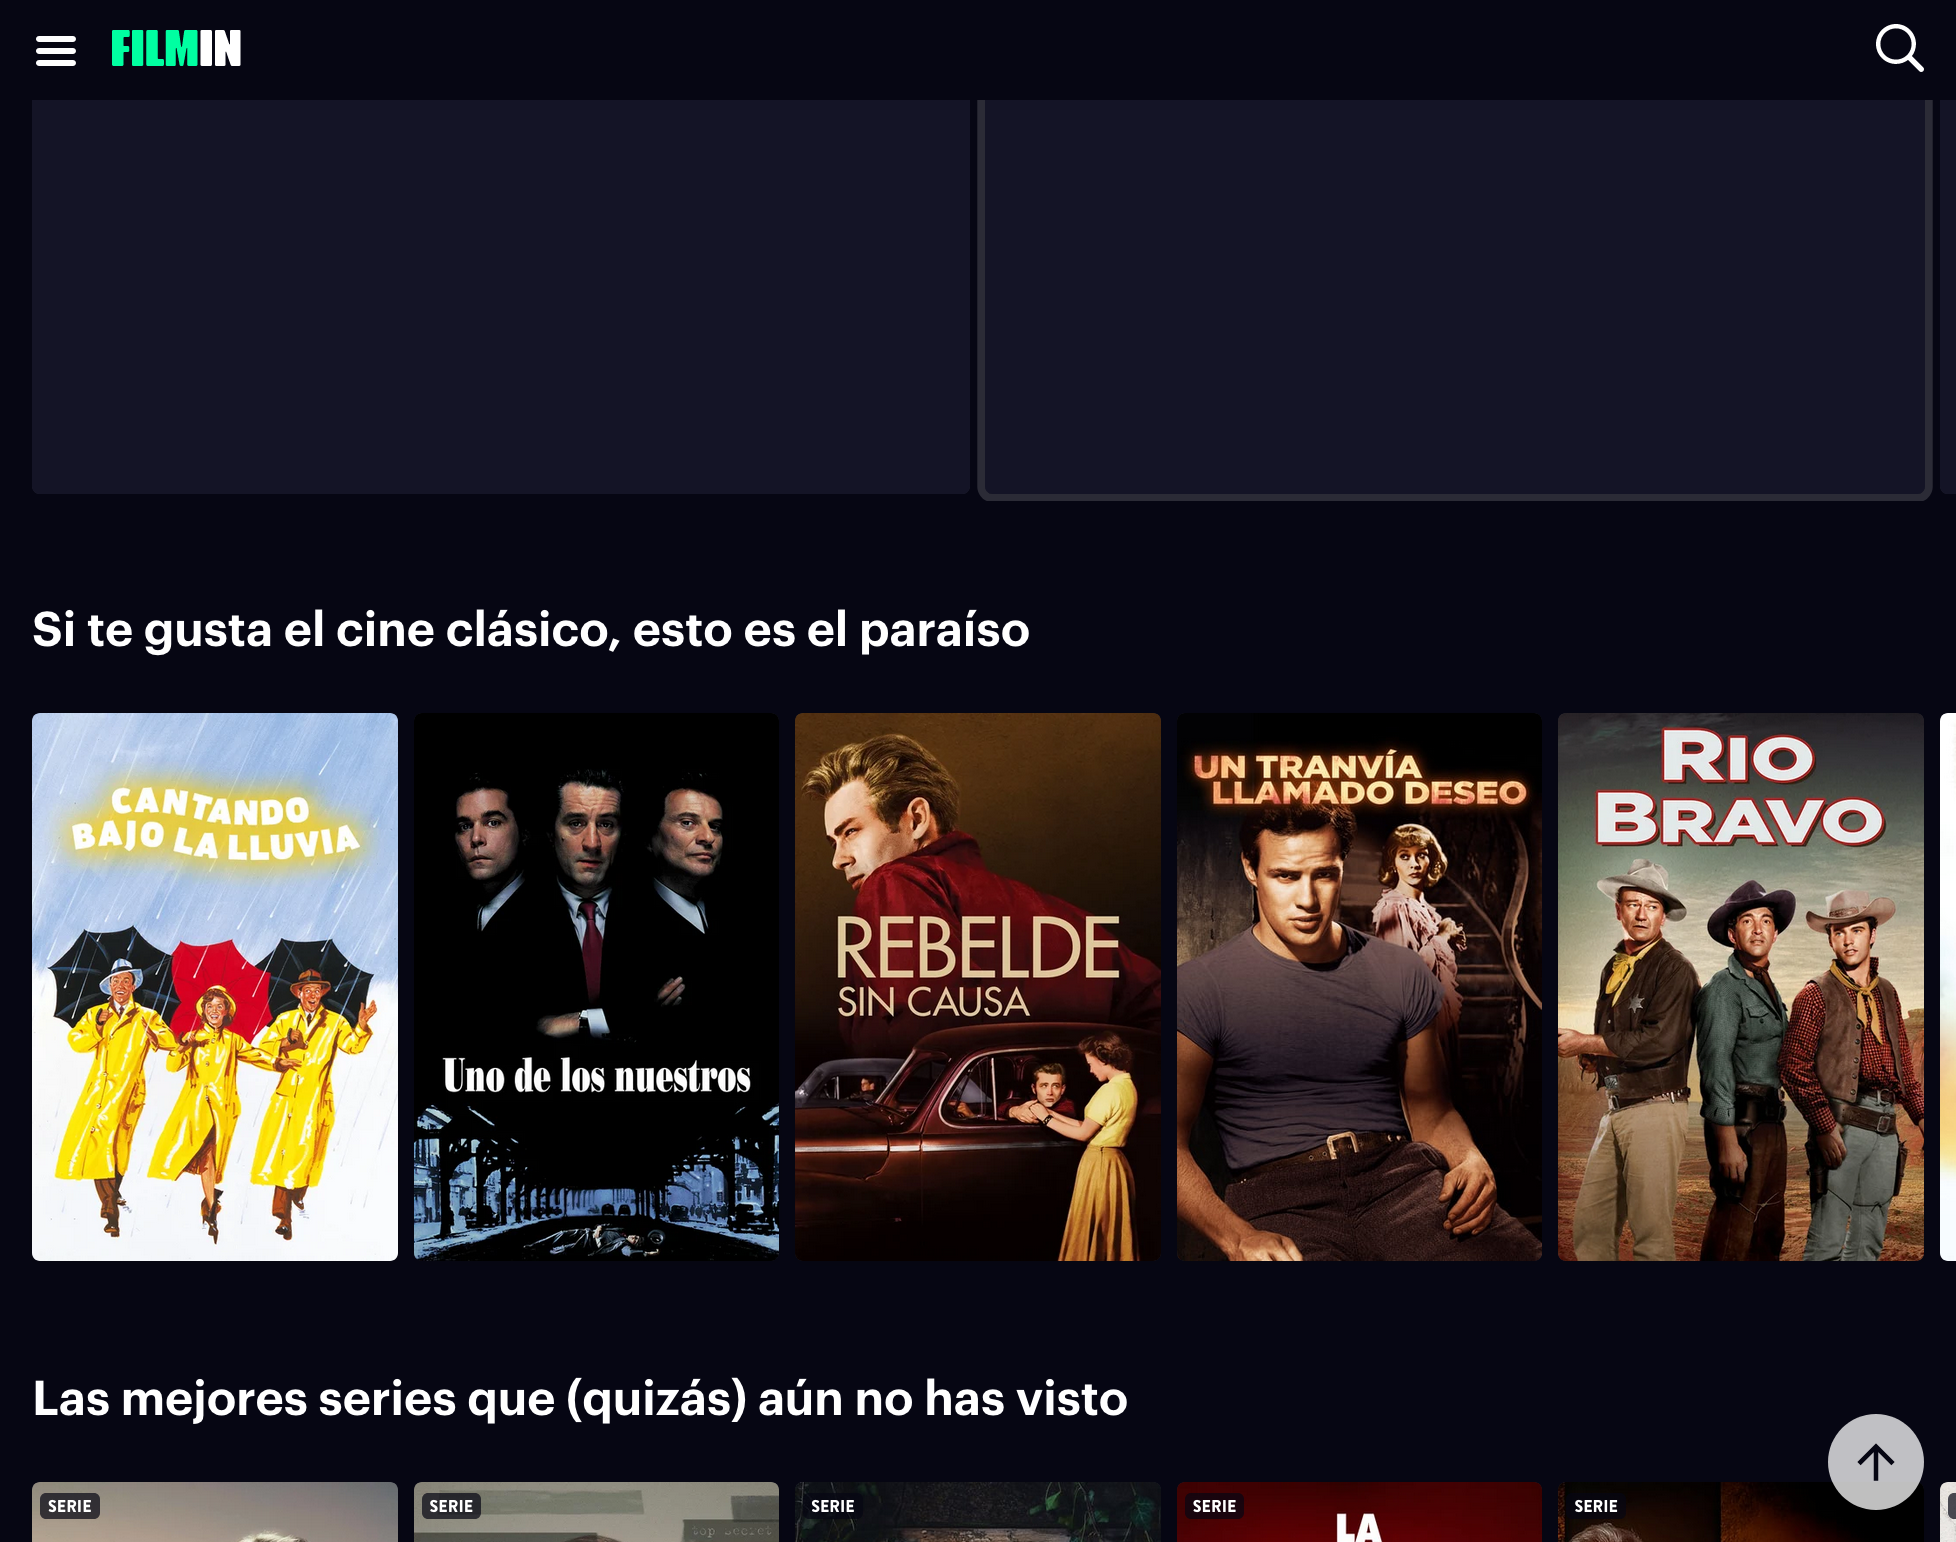 FILMIN
Si te gusta el cine clásico, esto es el paraíso
CANTANDO
BAJO LA LLUVIA
Uno de los nuestros
REBELDE
SIN CAUSA
UN TRANVÍA
LLAMADO DESEO
RIO
BRAVO
Las mejores series que (quizás) aún no has visto
SERIE
SERIE
Top Secret
SERIE
SERIE
LA
SERIE